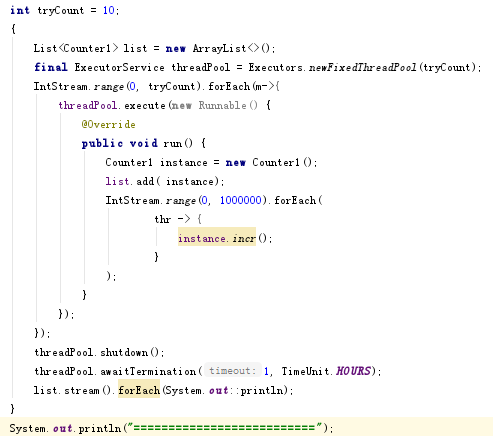 int tryCount = 10;
{
List<Counter1> list = new ArrayList<>();
final ExecutorService threadPool = Executors.newFixedThreadPool(tryCount);
IntStream.range(0, tryCount).forEach(m->{
threadPool.execute(new Runnable() {
@Override
public void run() {
Counter1 instance = new Counter1();
list.add( instance);
IntStream.range(0, 1000000).forEach(
thr -> {
instance.incr();
}
);
}
});
});
threadPool.shutdown();
threadPool.awaitTermination( timeout: 1, TimeUnit.HOURS);
list.stream().forEach(System.out::println);
}
System.out.println("==========================");